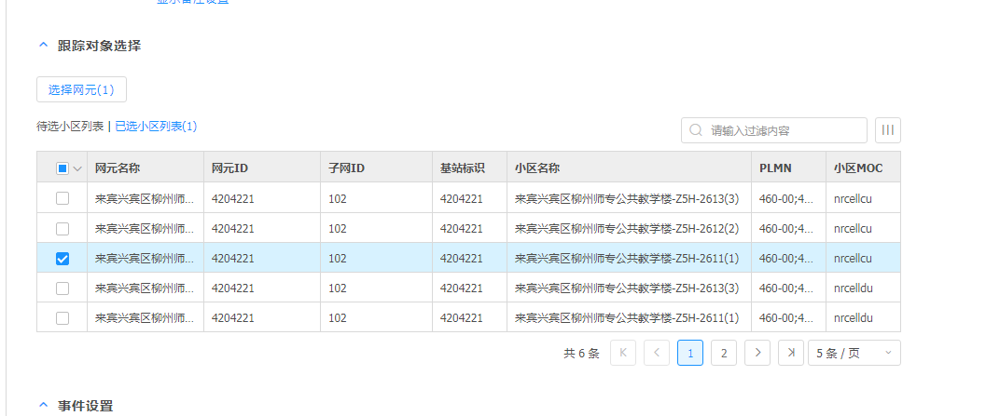 显示备注设置
跟踪对象选择
选择网元(1)
待选小区列表 | 已选小区列表(1)
请输入过滤内容
网元名称 网元ID 子网ID 基站标识 小区名称 PLMN 小区MOC
来宾兴宾区柳州师... 4204221 102 4204221 来宾兴宾区柳州师专公共教学楼-Z5H-2613(3) 460-00;4... nrcellcu
来宾兴宾区柳州师... 4204221 102 4204221 来宾兴宾区柳州师专公共教学楼-Z5H-2612(2) 460-00;4... nrcellcu
来宾兴宾区柳州师... 4204221 102 4204221 来宾兴宾区柳州师专公共教学楼-Z5H-2611(1) 460-00;4... nrcellcu
来宾兴宾区柳州师... 4204221 102 4204221 来宾兴宾区柳州师专公共教学楼-Z5H-2613(3) 460-00;4... nrcelldu
来宾兴宾区柳州师... 4204221 102 4204221 来宾兴宾区柳州师专公共教学楼-Z5H-2611(1) 460-00;4... nrcelldu
共 6 条 1 2 5 条 / 页
事件设置